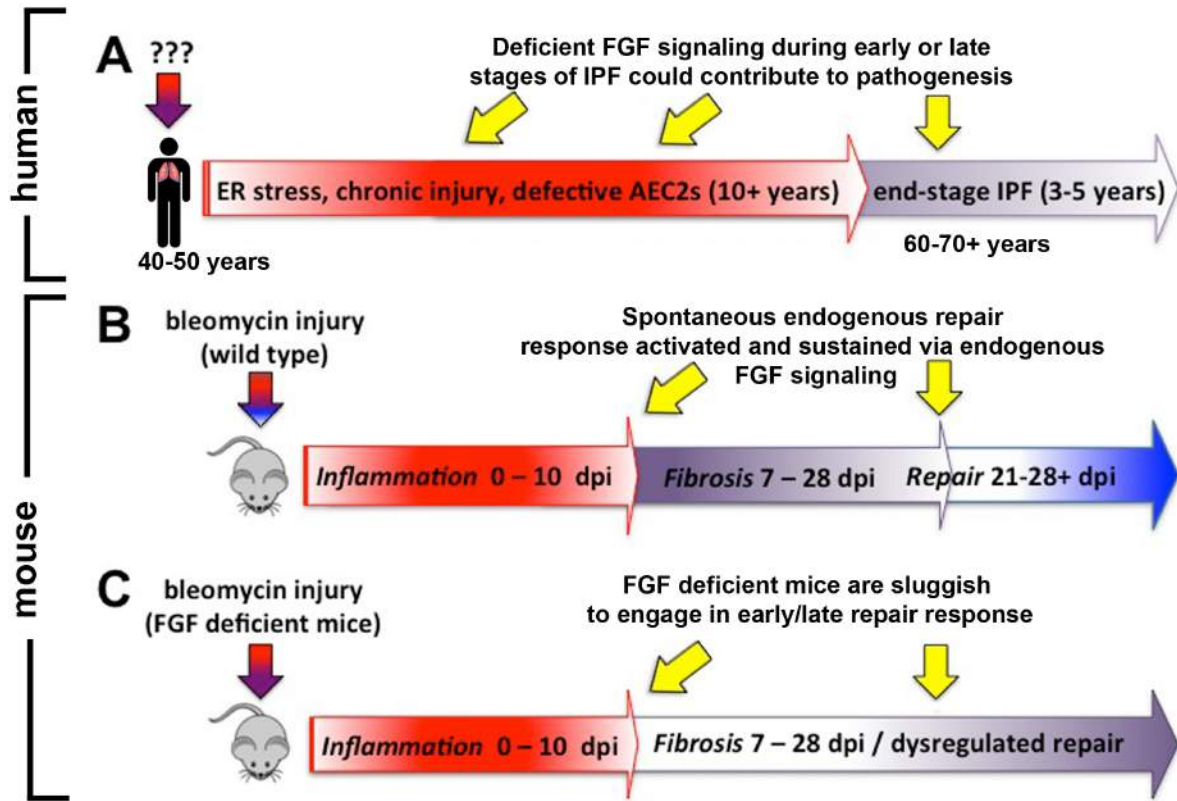 human
A
???
Deficient FGF signaling during early or late
stages of IPF could contribute to pathogenesis
ER stress, chronic injury, defective AEC2s (10+ years)
end-stage IPF (3-5 years)
40-50 years
60-70+ years
mouse
B
bleomycin injury
(wild type)
Spontaneous endogenous repair
response activated and sustained via endogenous
FGF signaling
Inflammation 0 – 10 dpi
Fibrosis 7 – 28 dpi
Repair 21-28+ dpi
C
bleomycin injury
(FGF deficient mice)
FGF deficient mice are sluggish
to engage in early/late repair response
Inflammation 0 – 10 dpi
Fibrosis 7 – 28 dpi / dysregulated repair